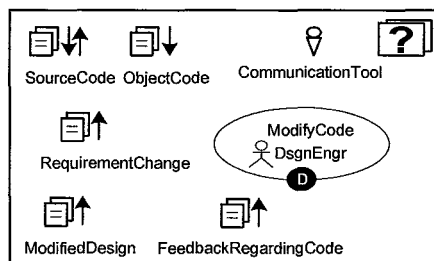 ?
SourceCode ObjectCode CommunicationTool
ModifyCode
RequirementChange DsgnEngr
D
ModifiedDesign FeedbackRegardingCode